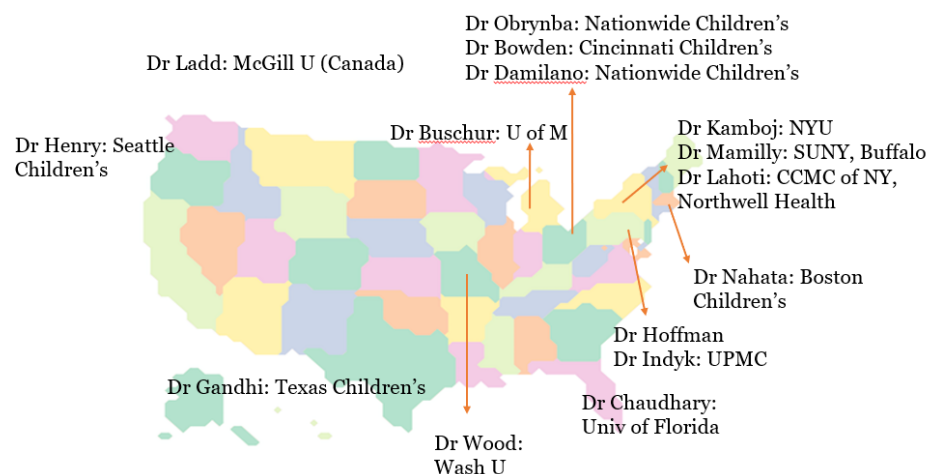 Dr Obrynba: Nationwide Children's
Dr Bowden: Cincinnati Children's
Dr Damilano: Nationwide Children's
Dr Ladd: McGill U (Canada)
Dr Henry: Seattle
Children's
Dr Buschur: U of M
Dr Kamboj: NYU
Dr Mamilly: SUNY, Buffalo
Dr Lahoti: CCMC of NY,
Northwell Health
Dr Nahata: Boston
Children's
Dr Hoffman
Dr Indyk: UPMC
Dr Gandhi: Texas Children's
Dr Chaudhary:
Univ of Florida
Dr Wood:
Wash U